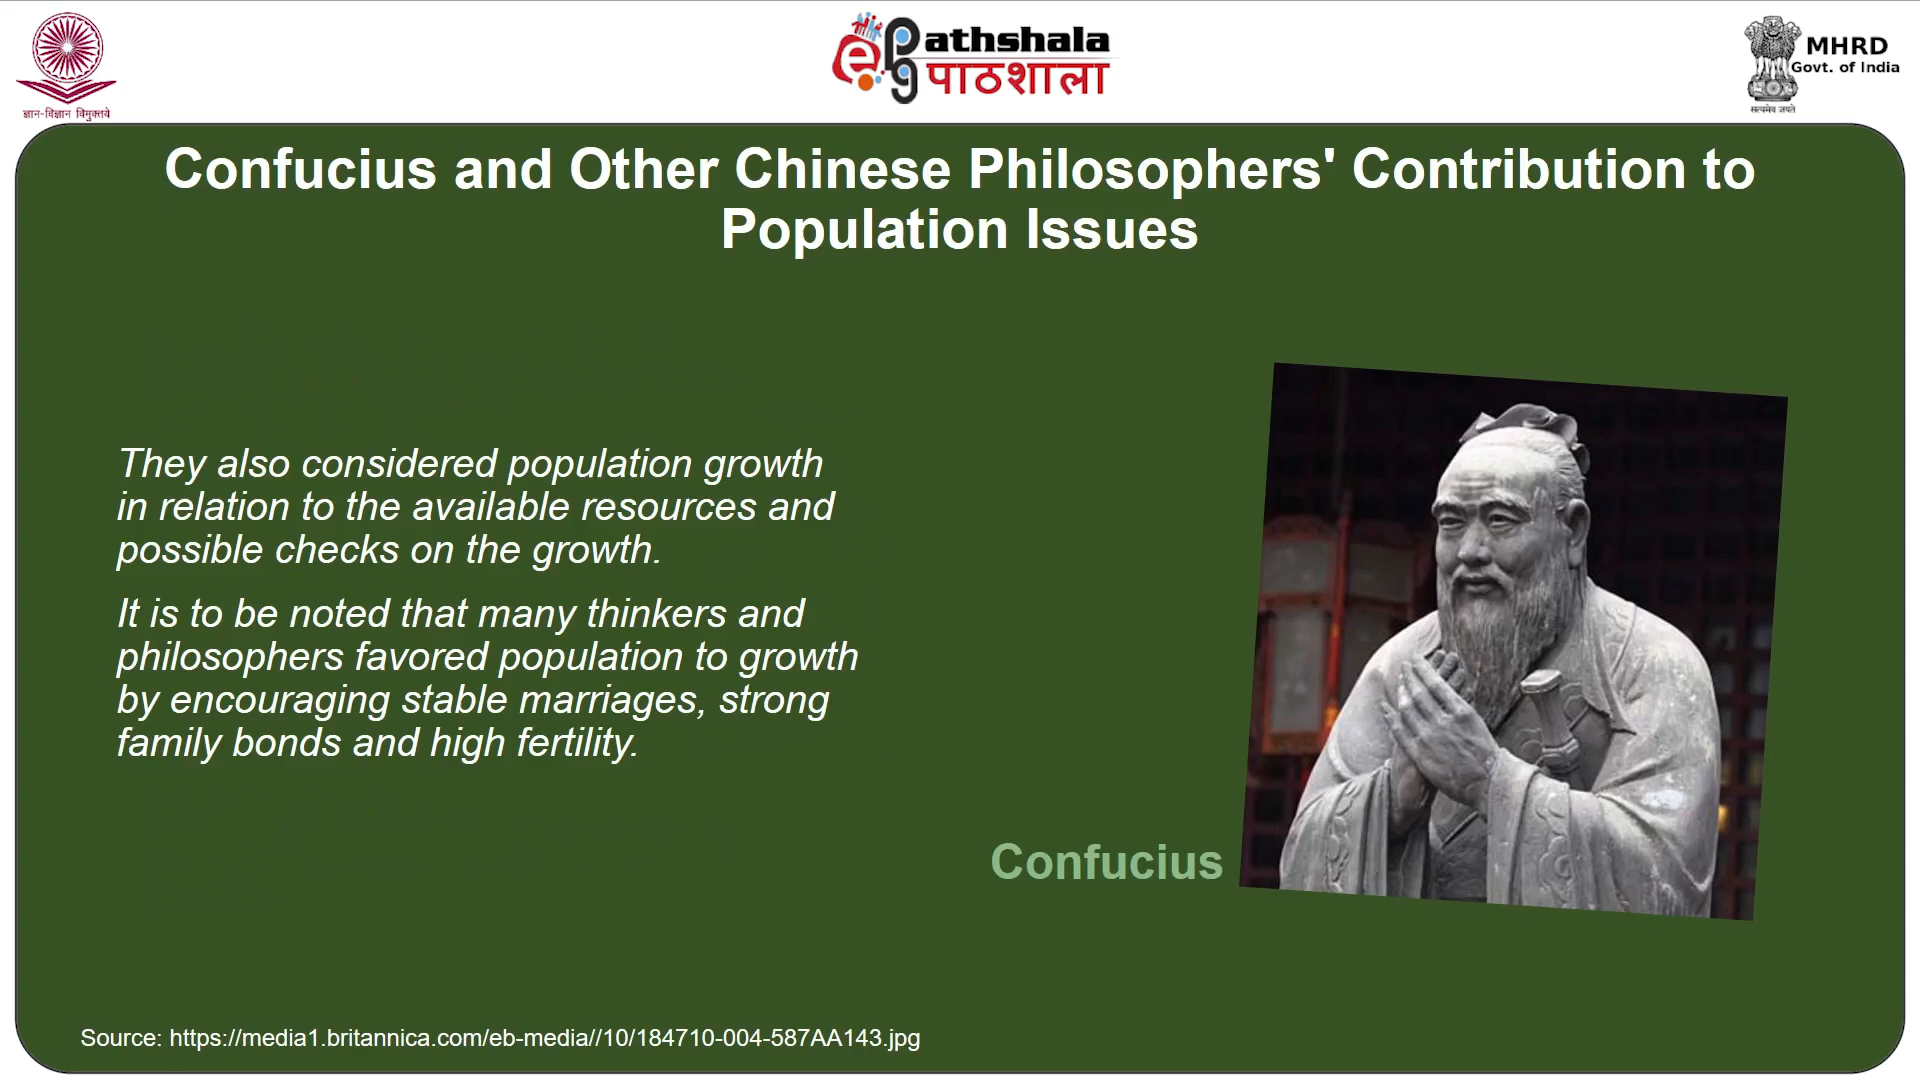 ज्ञान-विज्ञान विमुक्तये
ePathshala
पाठशाला
MHRD
Govt. of India
सत्यमेव जयते
Confucius and Other Chinese Philosophers' Contribution to
Population Issues
They also considered population growth
in relation to the available resources and
possible checks on the growth.
It is to be noted that many thinkers and
philosophers favored population to growth
by encouraging stable marriages, strong
family bonds and high fertility.
Confucius
Source: https://media1.britannica.com/eb-media//10/184710-004-587AA143.jpg